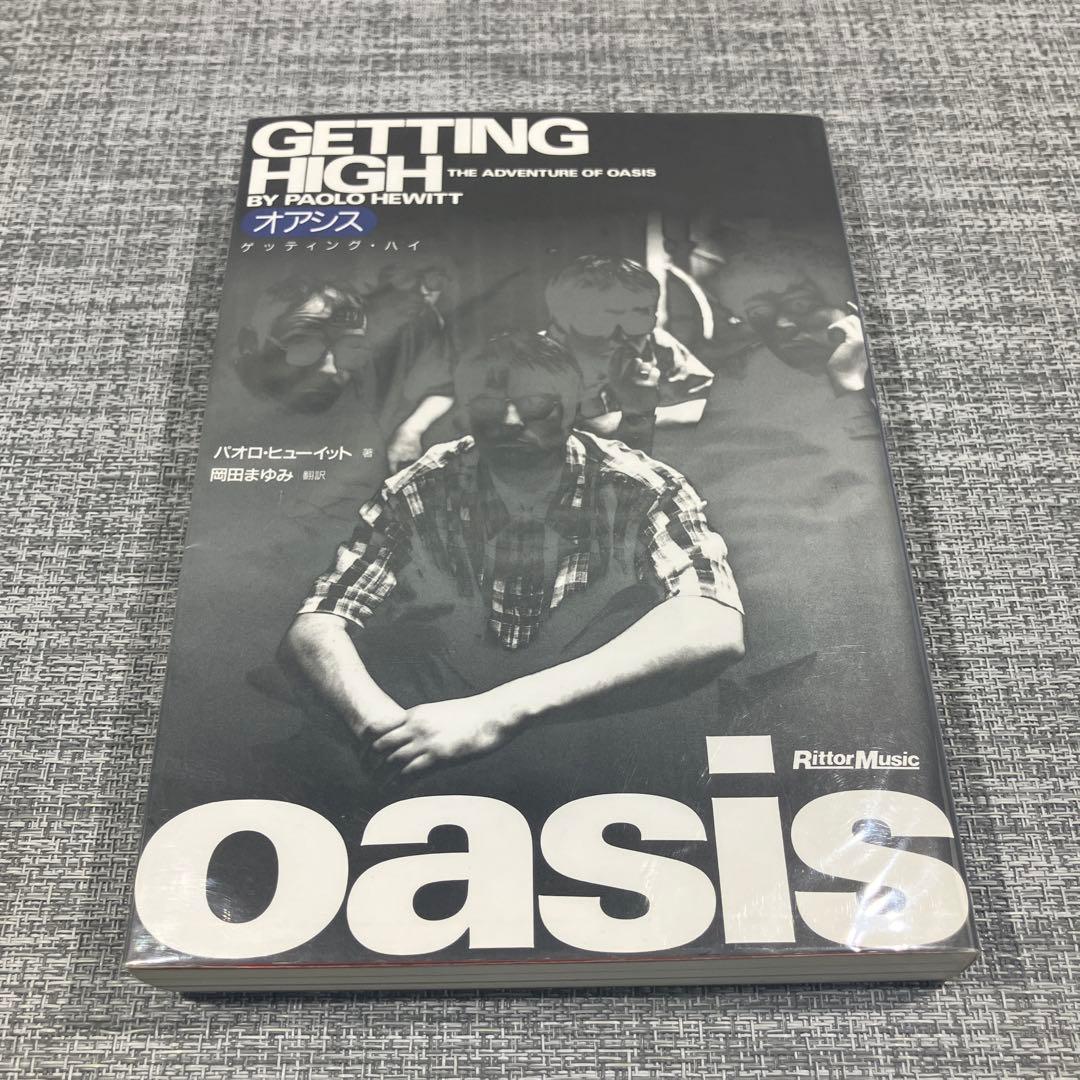 GETTING
HIGH THE ADVENTURE OF OASIS
BY PAOLO HEWITT
オアシス
ゲッティング・ハイ
パオロ・ヒューイット 著
岡田まゆみ 翻訳
RittorMusic
oasis